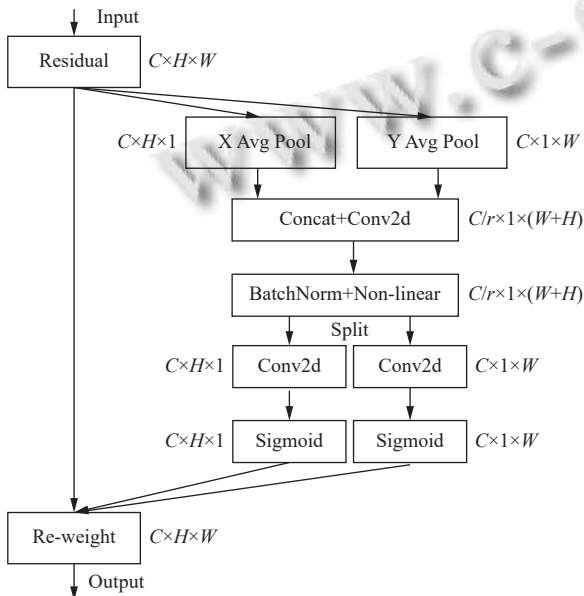 Input
Residual C×H×W
C×H×1 X Avg Pool Y Avg Pool C×1×W
Concat+Conv2d C/r×1×(W+H)
BatchNorm+Non-linear C/r×1×(W+H)
Split
C×H×1 Conv2d Conv2d C×1×W
C×H×1 Sigmoid Sigmoid C×1×W
Re-weight C×H×W
Output
www.c-